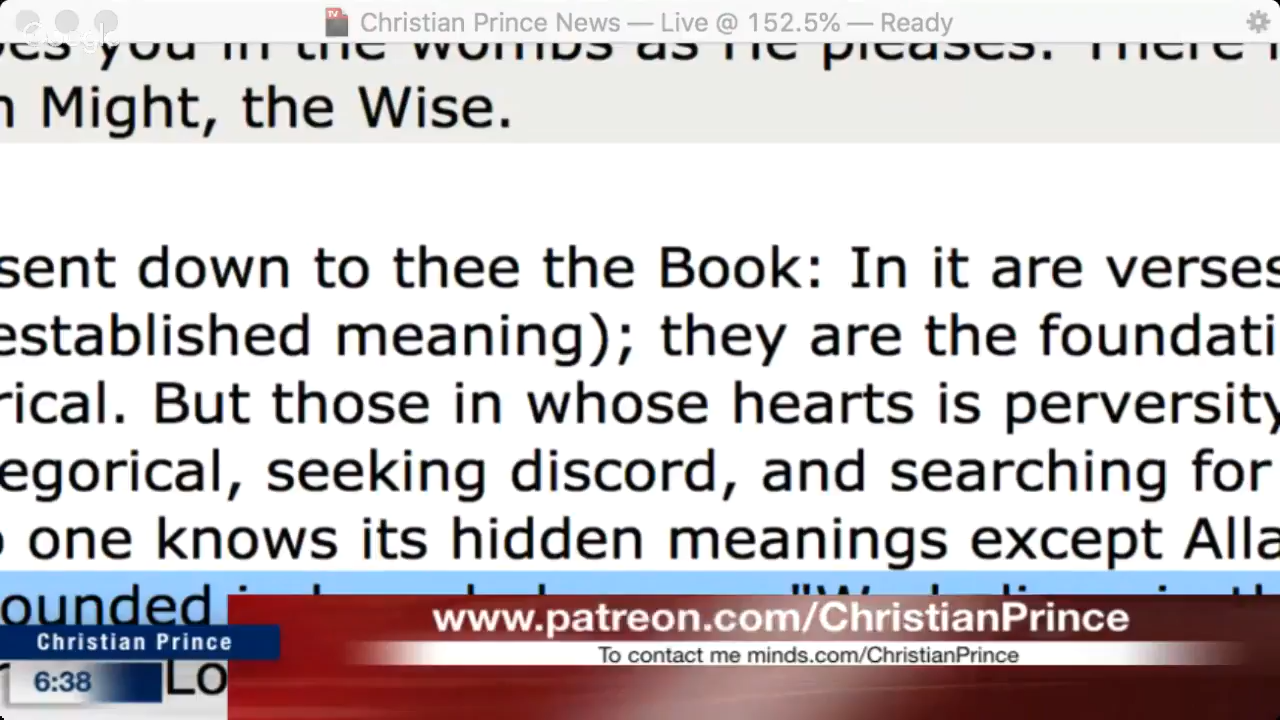 Christian Prince News — Live @ 152.5% — Ready
Google
you in the wombs as He pleases. There
Might, the Wise.
sent down to thee the Book: In it are verses
established meaning); they are the foundati
rical. But those in whose hearts is perversity
egorical, seeking discord, and searching for
one knows its hidden meanings except Alla
ounded
www.patreon.com/ChristianPrince
Christian Prince
To contact me minds.com/ChristianPrince
6:38
Lo